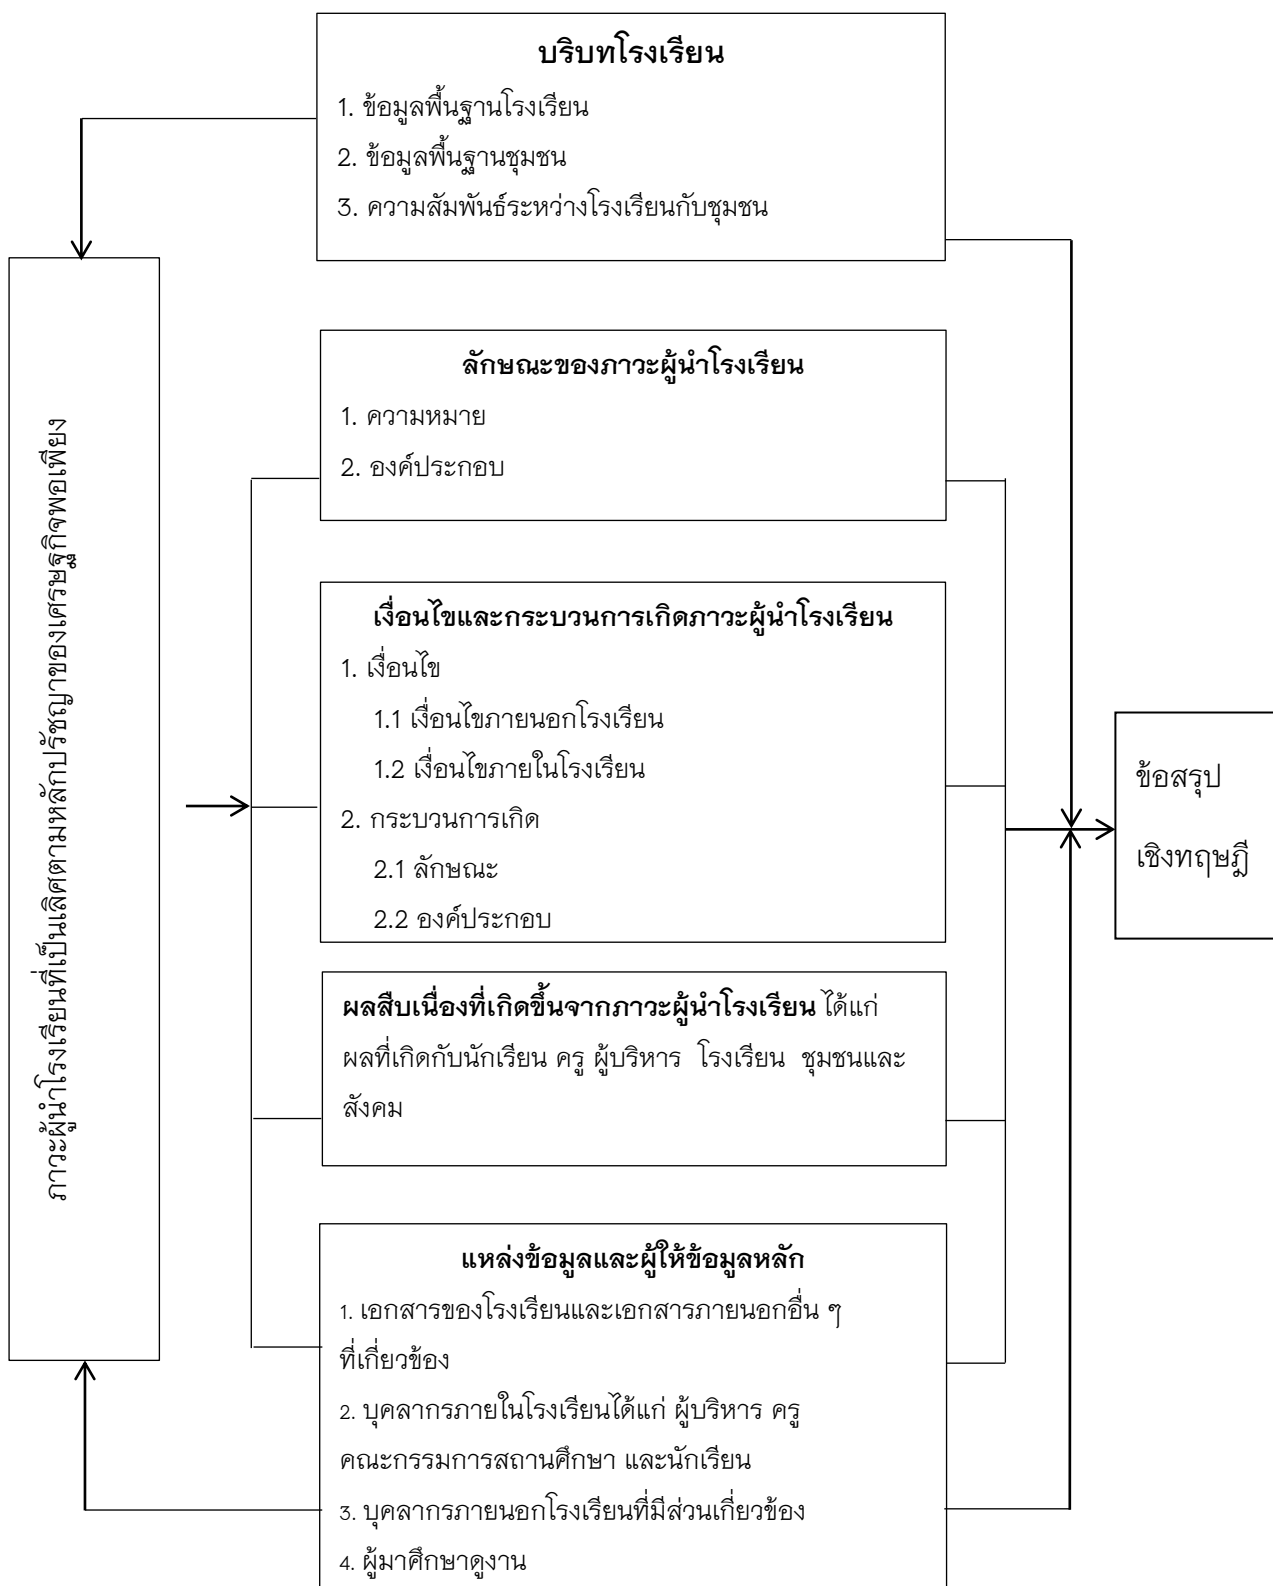 บริบทโรงเรียน
1. ข้อมูลพื้นฐานโรงเรียน
2. ข้อมูลพื้นฐานชุมชน
3. ความสัมพันธ์ระหว่างโรงเรียนกับชุมชน
ภาวะผู้นำโรงเรียนที่เป็นเลิศตามหลักปรัชญาของเศรษฐกิจพอเพียง
ลักษณะของภาวะผู้นำโรงเรียน
1. ความหมาย
2. องค์ประกอบ
เงื่อนไขและกระบวนการเกิดภาวะผู้นำโรงเรียน
1. เงื่อนไข
1.1 เงื่อนไขภายนอกโรงเรียน
1.2 เงื่อนไขภายในโรงเรียน
2. กระบวนการเกิด
2.1 ลักษณะ
2.2 องค์ประกอบ
ผลสืบเนื่องที่เกิดขึ้นจากภาวะผู้นำโรงเรียน ได้แก่
ผลที่เกิดกับนักเรียน ครู ผู้บริหาร โรงเรียน ชุมชนและ
สังคม
แหล่งข้อมูลและผู้ให้ข้อมูลหลัก
1. เอกสารของโรงเรียนและเอกสารภายนอกอื่น ๆ
ที่เกี่ยวข้อง
2. บุคลากรภายในโรงเรียนได้แก่ ผู้บริหาร ครู
คณะกรรมการสถานศึกษา และนักเรียน
3. บุคลากรภายนอกโรงเรียนที่มีส่วนเกี่ยวข้อง
4. ผู้มาศึกษาดูงาน
ข้อสรุป
เชิงทฤษฎี